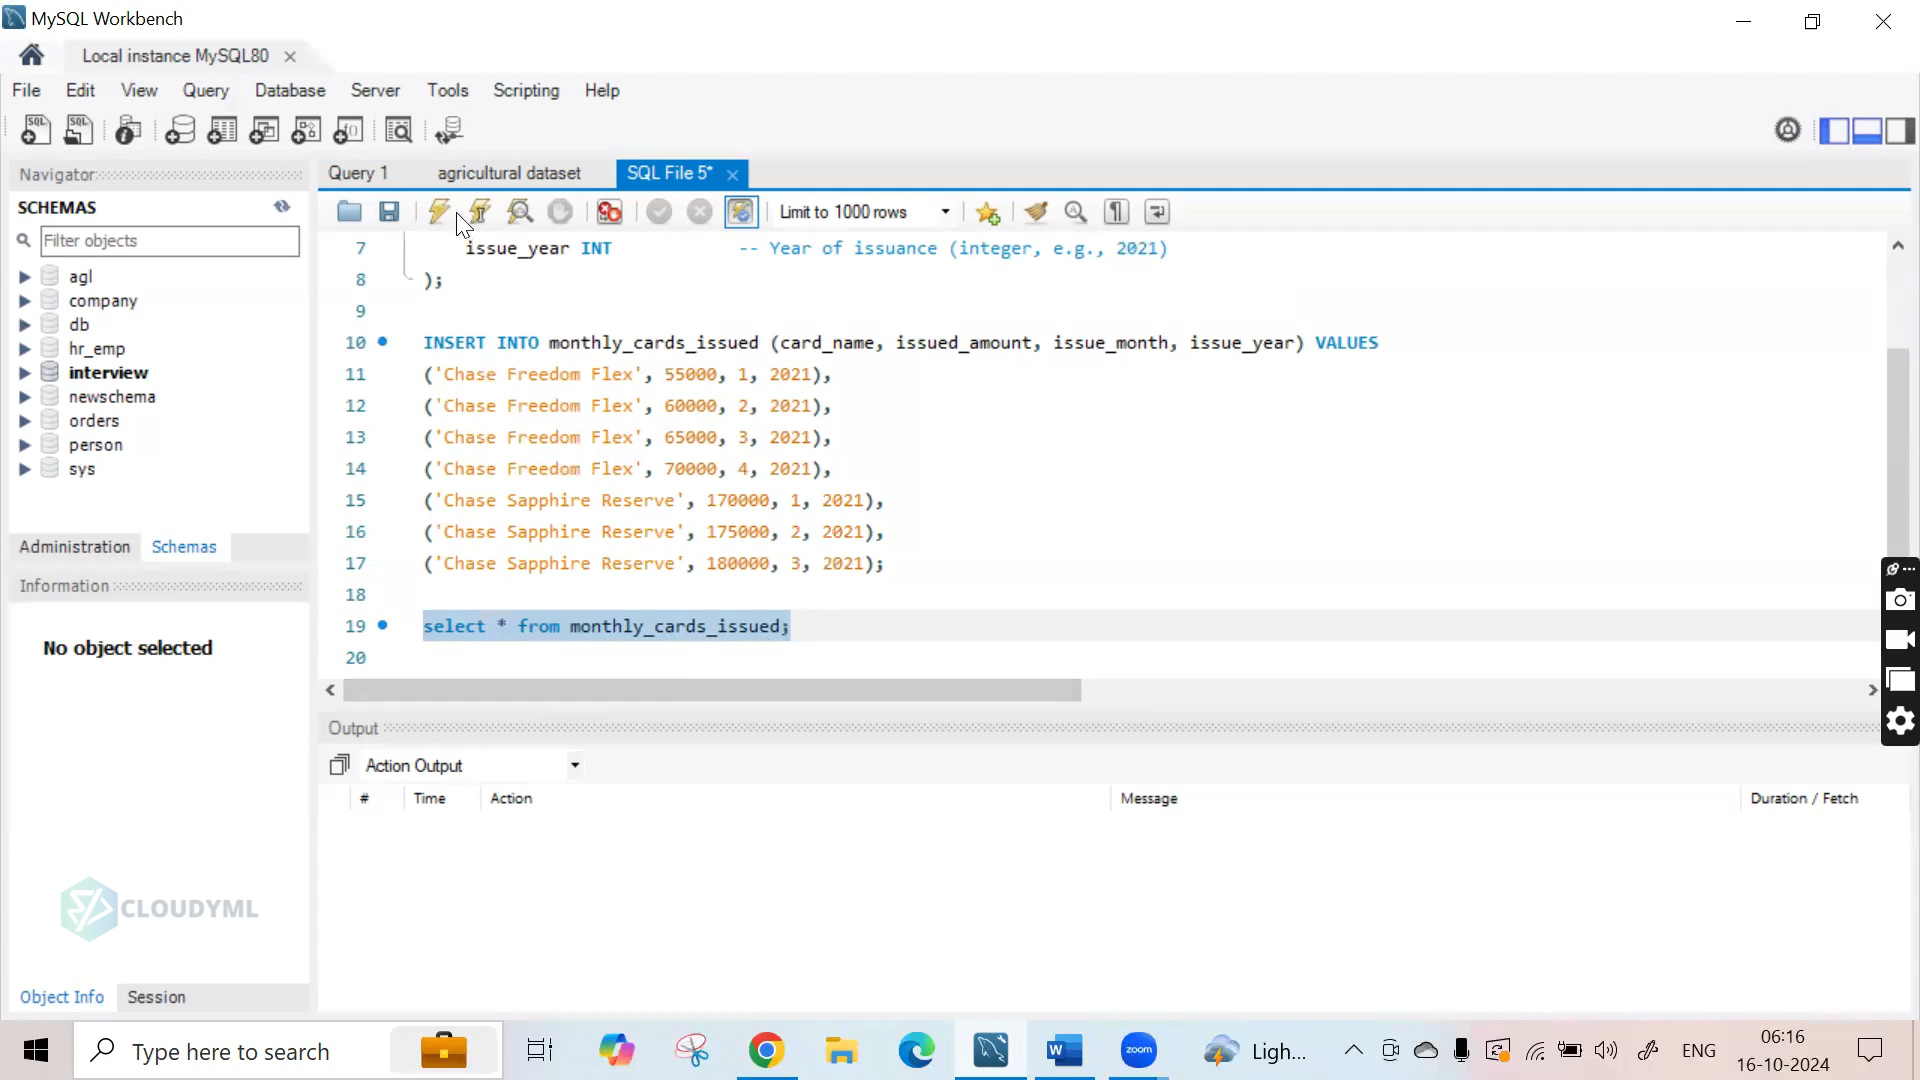 MySQL Workbench
Local instance MySQL80
File Edit View Query Database Server Tools Scripting Help
Navigator
SCHEMAS
Filter objects
agl
company
db
hr_emp
interview
newschema
orders
person
sys
Administration Schemas
Information
No object selected
CLOUDYML
Object Info Session
Query 1 agricultural dataset SQL File 5*
Limit to 1000 rows
7 issue_year INT -- Year of issuance (integer, e.g., 2021)
8 );
9
10 INSERT INTO monthly_cards_issued (card_name, issued_amount, issue_month, issue_year) VALUES
11 ('Chase Freedom Flex', 55000, 1, 2021),
12 ('Chase Freedom Flex', 60000, 2, 2021),
13 ('Chase Freedom Flex', 65000, 3, 2021),
14 ('Chase Freedom Flex', 70000, 4, 2021),
15 ('Chase Sapphire Reserve', 170000, 1, 2021),
16 ('Chase Sapphire Reserve', 175000, 2, 2021),
17 ('Chase Sapphire Reserve', 180000, 3, 2021);
18
19 select * from monthly_cards_issued;
20
Output
Action Output
# Time Action Message Duration / Fetch
Type here to search
zoom
Ligh...
ENG
06:16
16-10-2024